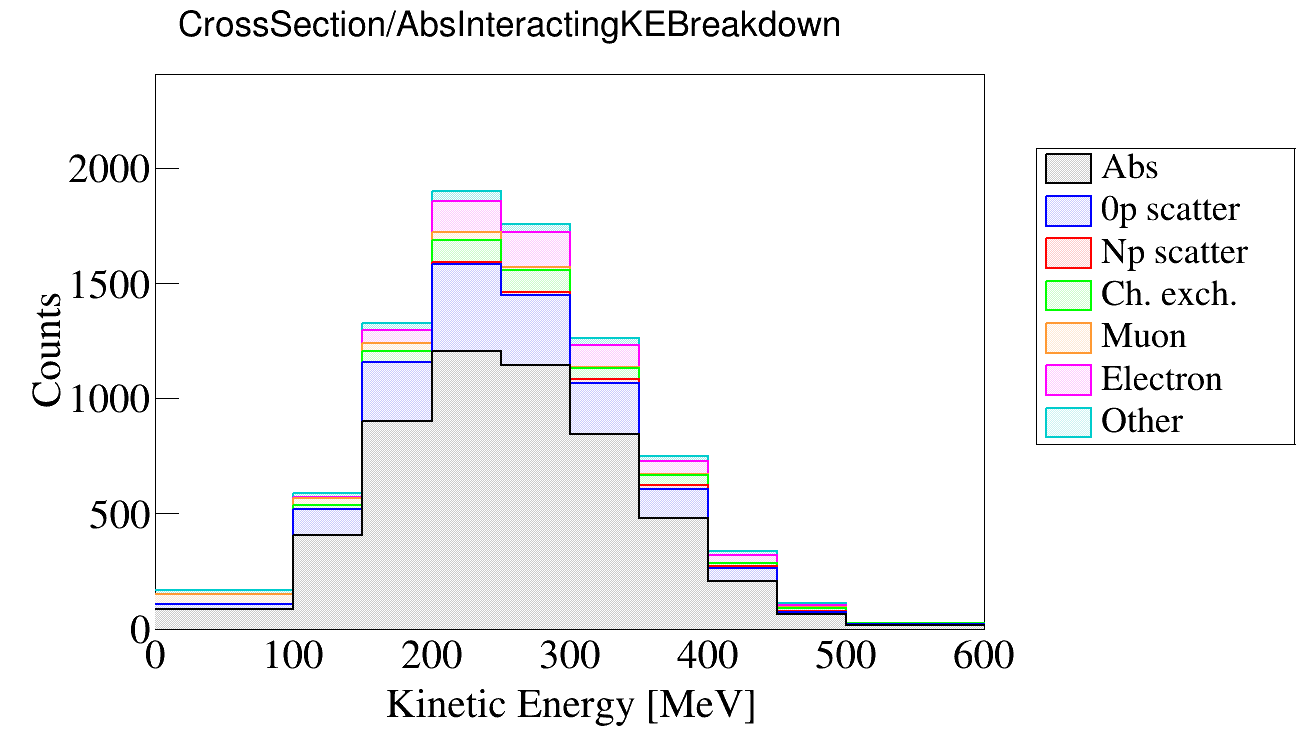 CrossSection/AbsInteractingKEBreakdown
2000
1500
1000
500
0
Counts
0 100 200 300 400 500 600
Kinetic Energy [MeV]
Abs
0p scatter
Np scatter
Ch. exch.
Muon
Electron
Other